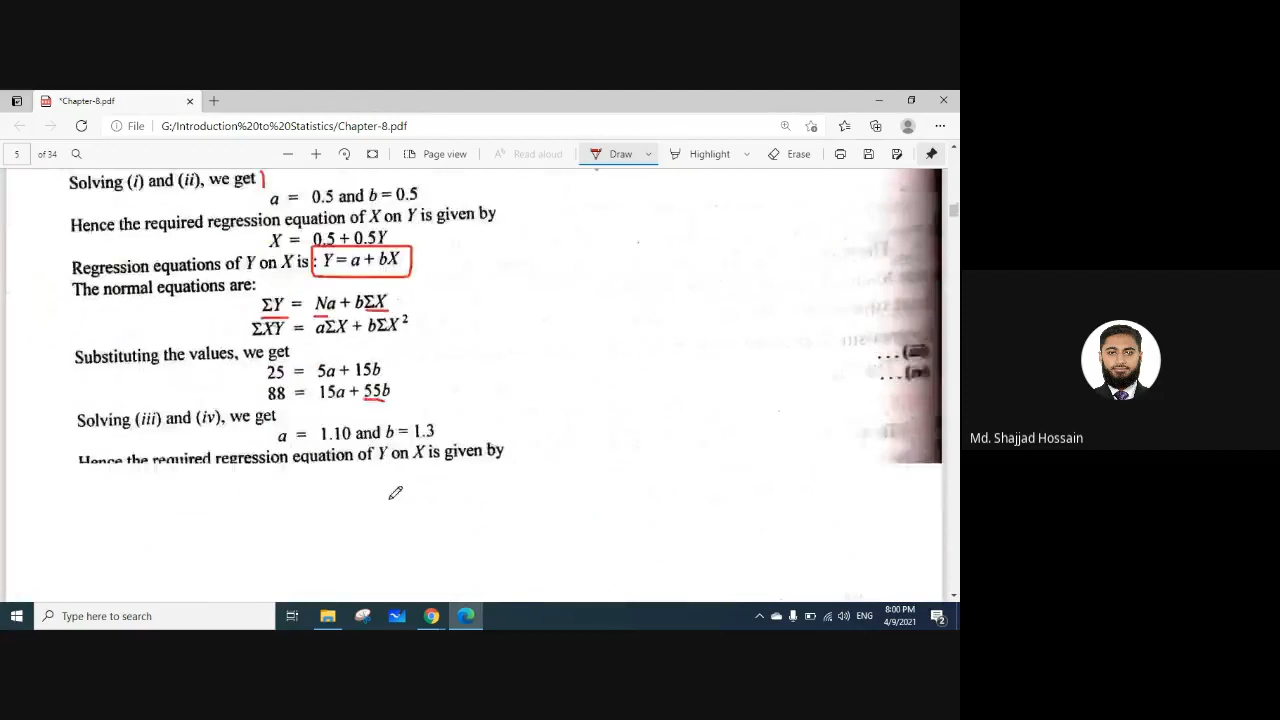 *Chapter-8.pdf
File G:/Introduction%20to%20Statistics/Chapter-8.pdf
5 of 34 Page view Read aloud Draw Highlight Erase
Solving (i) and (ii), we get
a = 0.5 and b = 0.5
Hence the required regression equation of X on Y is given by
X = 0.5 + 0.5Y
Regression equations of Y on X is : Y = a + bX
The normal equations are:
ΣY = Na + bΣX
ΣXY = aΣX + bΣX²
Substituting the values, we get
25 = 5a + 15b
88 = 15a + 55b
Solving (iii) and (iv), we get
a = 1.10 and b = 1.3
Hence the required regression equation of Y on X is given by
Md. Shajjad Hossain
Type here to search
ENG
8:00 PM
4/9/2021
2